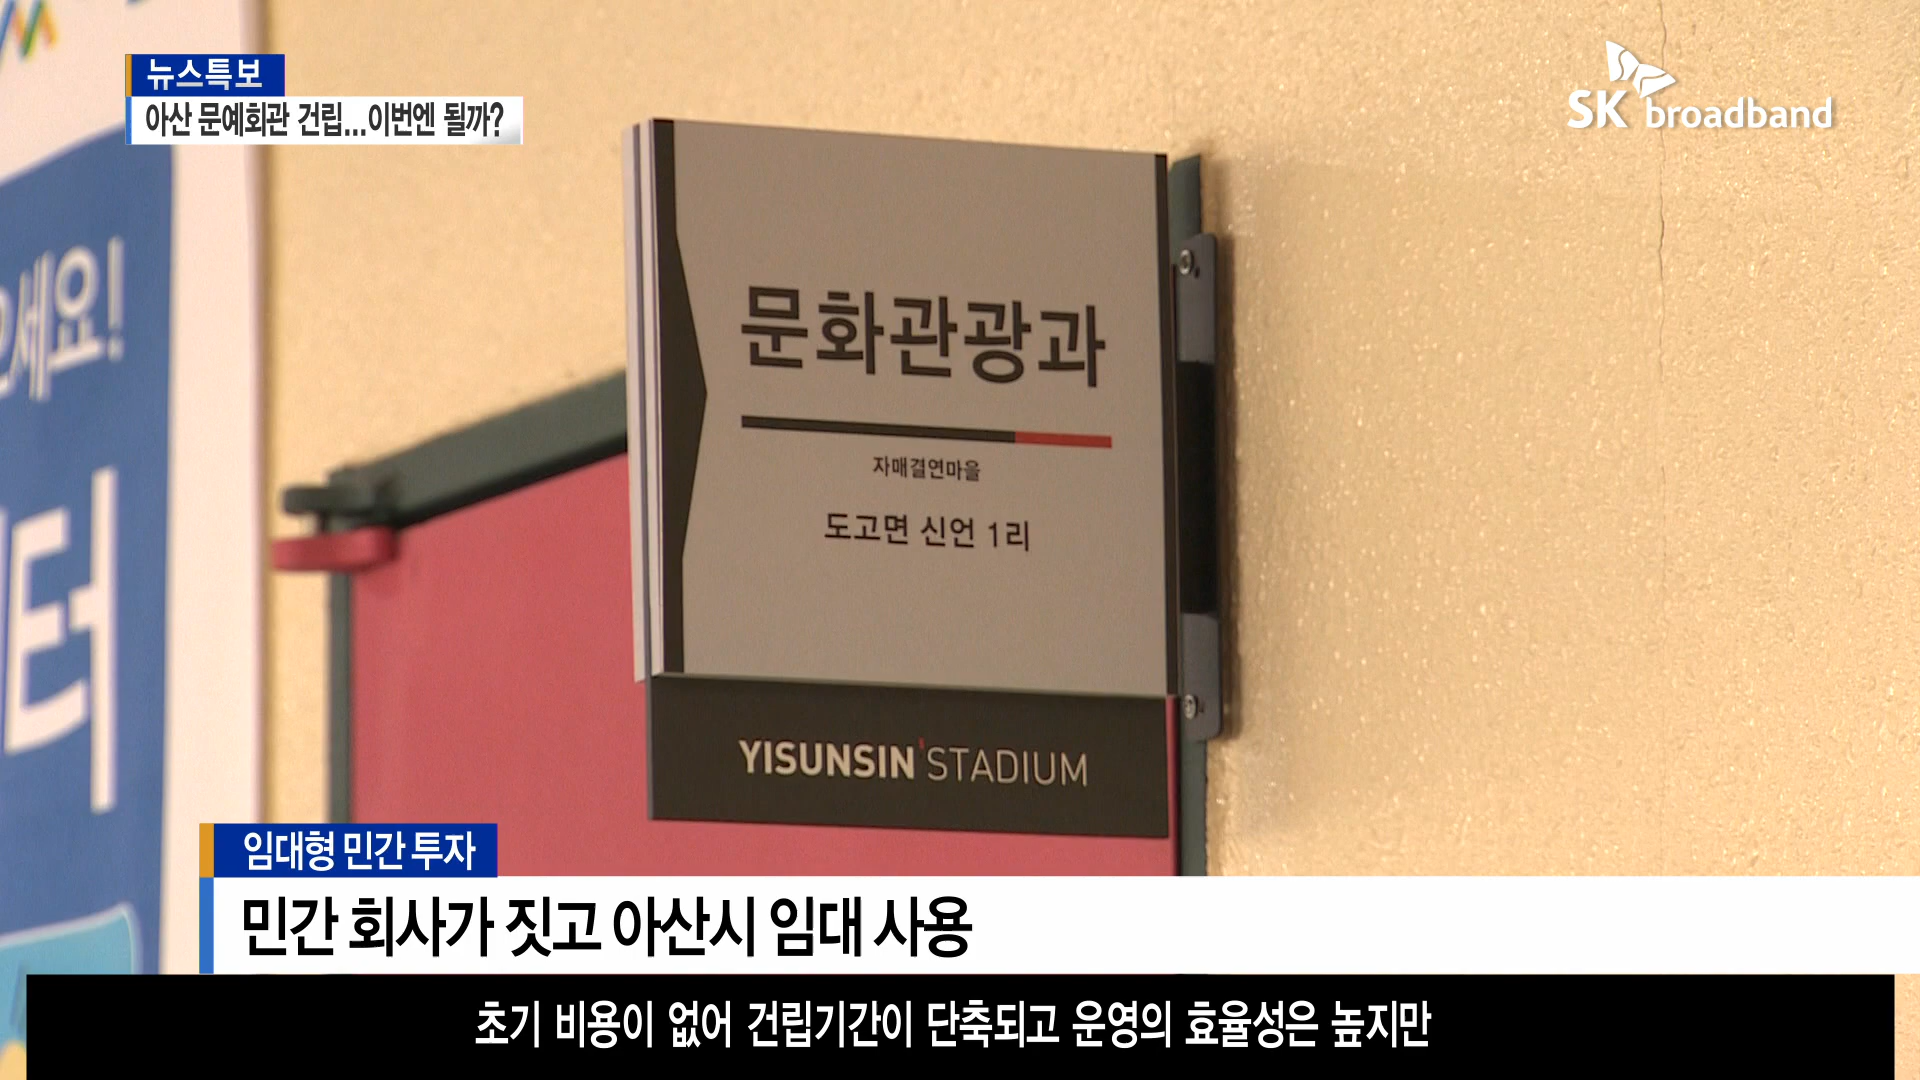 뉴스특보
아산 문예회관 건립...이번엔 될까?
SK broadband
세요!
터
문화관광과
자매결연마을
도고면 신언 1리
YISUNSIN'STADIUM
임대형 민간 투자
민간 회사가 짓고 아산시 임대 사용
초기 비용이 없어 건립기간이 단축되고 운영의 효율성은 높지만